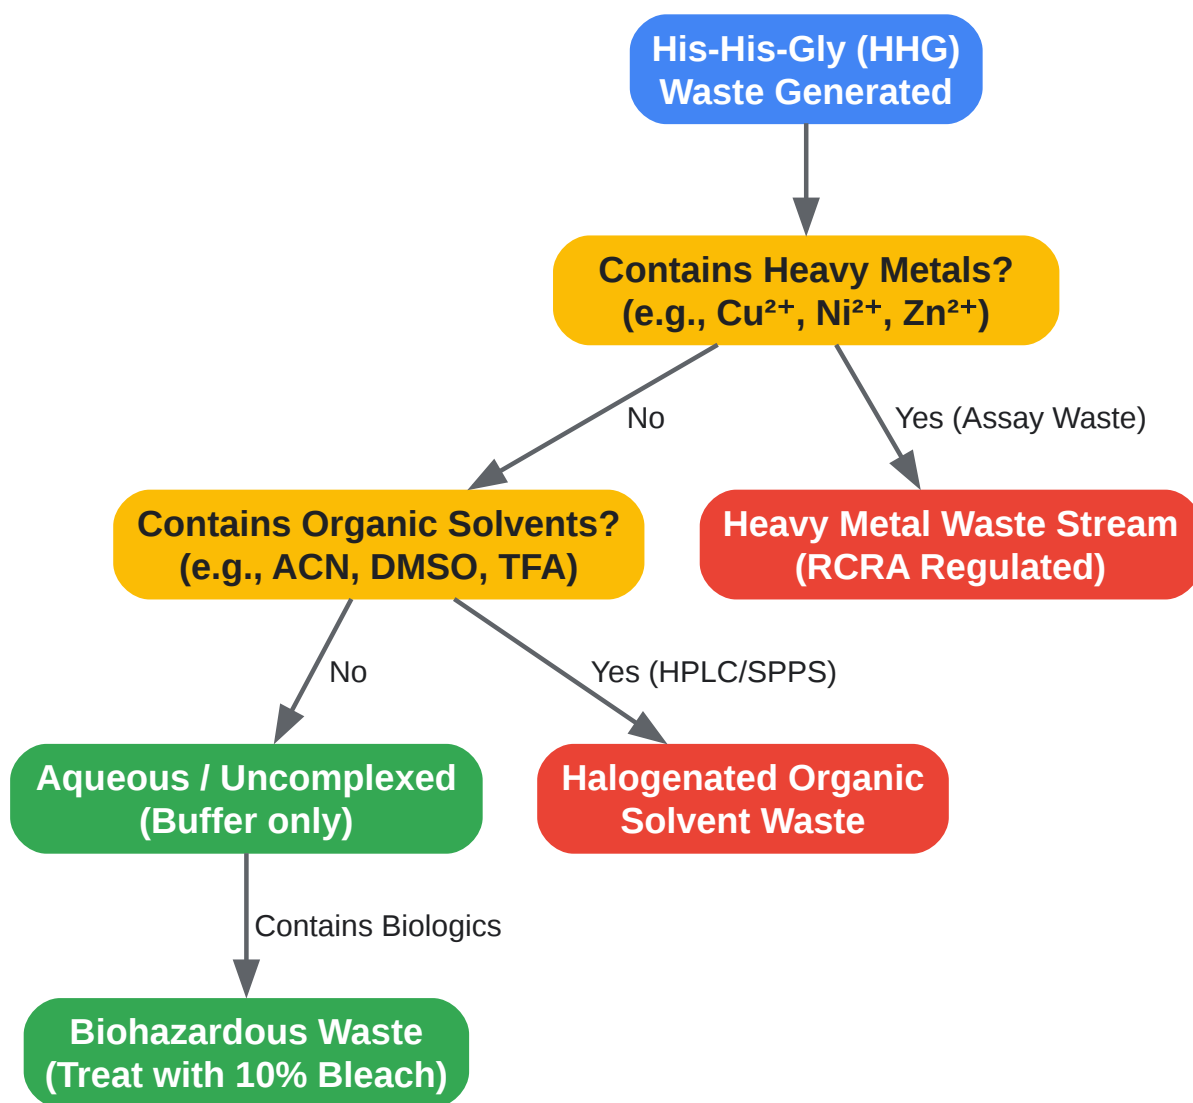 His-His-Gly (HHG)
Waste Generated
Contains Heavy Metals?
(e.g., Cu²⁺, Ni²⁺, Zn²⁺)
No
Yes (Assay Waste)
Contains Organic Solvents?
(e.g., ACN, DMSO, TFA)
Heavy Metal Waste Stream
(RCRA Regulated)
No
Yes (HPLC/SPPS)
Aqueous / Uncomplexed
(Buffer only)
Halogenated Organic
Solvent Waste
Contains Biologics
Biohazardous Waste
(Treat with 10% Bleach)